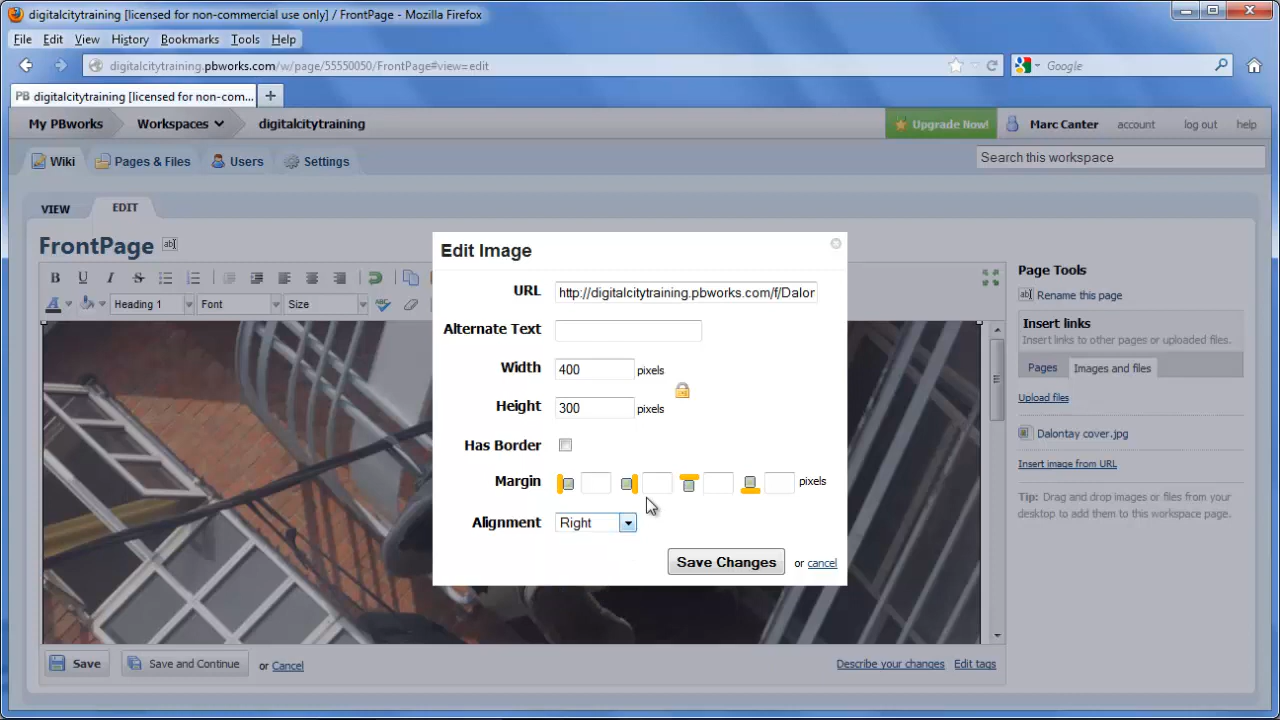 digitalcitytraining [licensed for non-commercial use only] / FrontPage - Mozilla Firefox
File Edit View History Bookmarks Tools Help
digitalcitytraining.pbworks.com/w/page/55550050/FrontPage#view=edit
Google
PB digitalcitytraining [licensed for non-com... +
My PBworks Workspaces digitalcitytraining Upgrade Now! Marc Canter account log out help
Wiki Pages & Files Users Settings Search this workspace
VIEW EDIT
FrontPage ab
B U I S
A Heading 1 Font Size
Edit Image
URL http://digitalcitytraining.pbworks.com/f/Dalor
Alternate Text
Width 400 pixels
Height 300 pixels
Has Border
Margin pixels
Alignment Right
Save Changes or cancel
Page Tools
ab Rename this page
Insert links
Insert links to other pages or uploaded files.
Pages Images and files
Upload files
Dalontay cover.jpg
Insert image from URL
Tip: Drag and drop images or files from your
desktop to add them to this workspace page.
Save Save and Continue or Cancel Describe your changes Edit tags